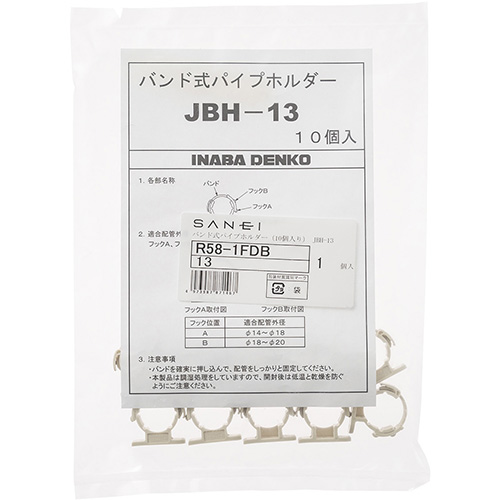 バンド式パイプホルダー
JBH−13
10個入
INABA DENKO
1. 各部名称
バンド
フックB
フックA
2. 適合配管外
フックA、フ
SANEI
バンド式パイプホルダー（10個入り） JBH-13
R58-1FDB
13
1 個入
袋
フックA取付図 フックB取付図
フック位置 適合配管外径
A φ14〜φ18
B φ18〜φ20
3. 注意事項
・バンドを確実に押し込んで、配管をしっかりと固定してください。
・本製品は調湿処理をしていますので、開封後は低温と乾燥を防ぐ
ようにご注意ください。